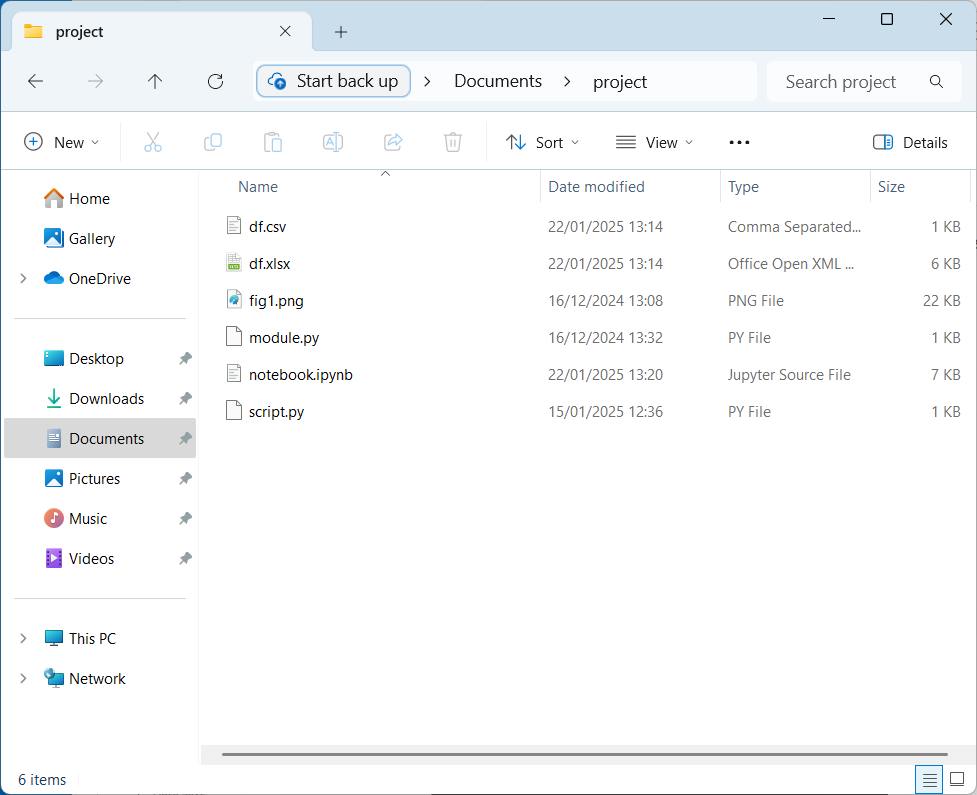 project
Start back up > Documents > project
Search project
New
Sort
View
Details
Name Date modified Type Size
df.csv 22/01/2025 13:14 Comma Separated... 1 KB
df.xlsx 22/01/2025 13:14 Office Open XML ... 6 KB
fig1.png 16/12/2024 13:08 PNG File 22 KB
module.py 16/12/2024 13:32 PY File 1 KB
notebook.ipynb 22/01/2025 13:20 Jupyter Source File 7 KB
script.py 15/01/2025 12:36 PY File 1 KB
Home
Gallery
OneDrive
Desktop
Downloads
Documents
Pictures
Music
Videos
This PC
Network
6 items